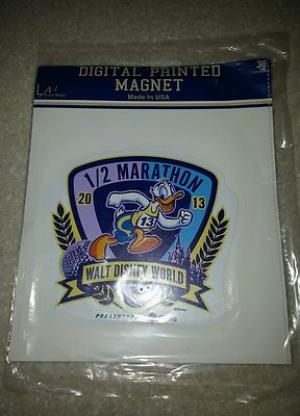 DIGITAL PRINTED
MAGNET
Made In USA
1/2 MARATHON
20 13
13
WALT DISNEY WORLD